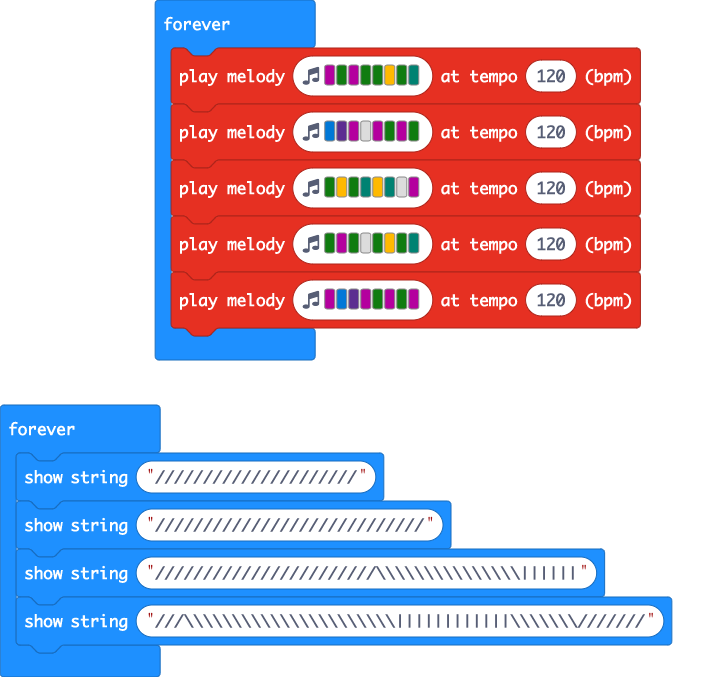 forever
play melody at tempo 120 (bpm)
play melody at tempo 120 (bpm)
play melody at tempo 120 (bpm)
play melody at tempo 120 (bpm)
play melody at tempo 120 (bpm)
forever
show string "/////////////////////"
show string "////////////////////////////"
show string "///////////////////////\\\\\\\\\\\\\\\||||||"
show string "///\\\\\\\\\\\\\\\\\\\\\\||||||||||||\\\\\\\///////"